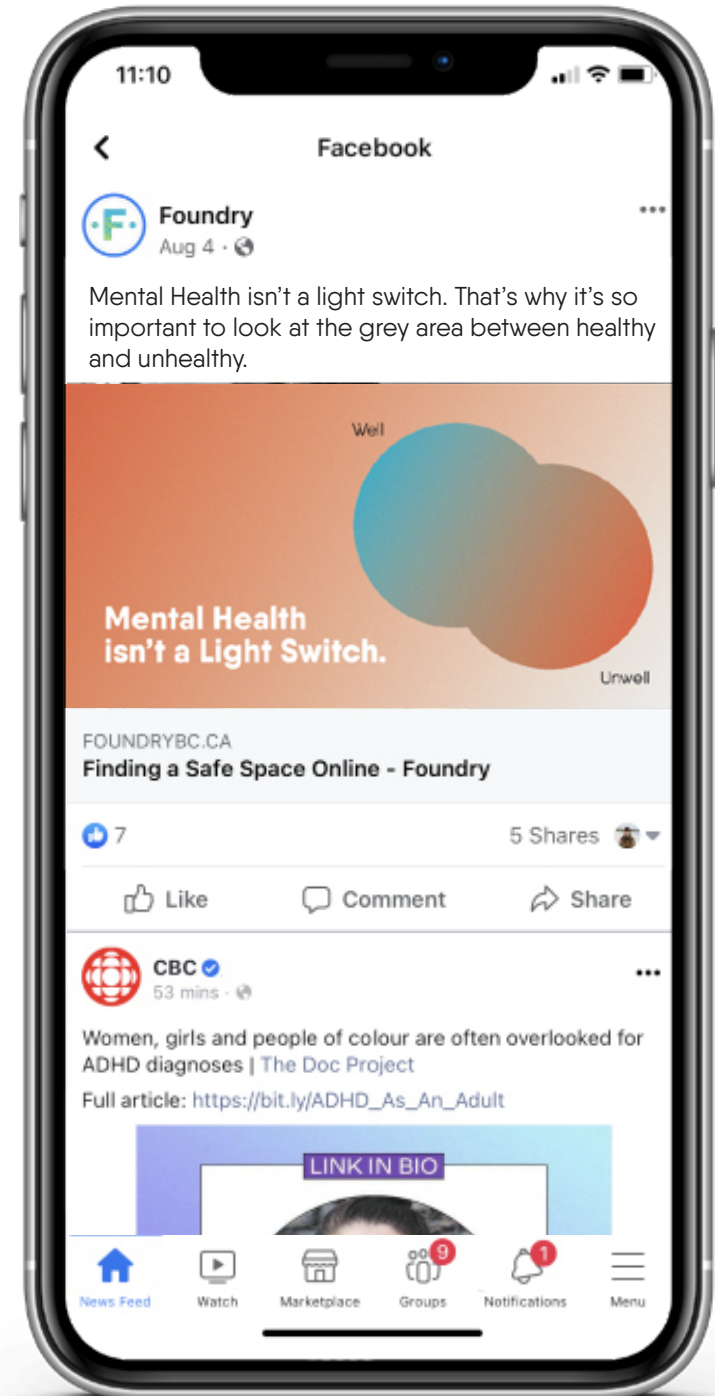 11:10
Facebook
F
Foundry
Aug 4 ·
Mental Health isn't a light switch. That's why it's so
important to look at the grey area between healthy
and unhealthy.
Well
Mental Health
isn't a Light Switch.
Unwell
FOUNDRYBC.CA
Finding a Safe Space Online - Foundry
7
5 Shares
Like
Comment
Share
CBC
53 mins ·
Women, girls and people of colour are often overlooked for
ADHD diagnoses | The Doc Project
Full article: https://bit.ly/ADHD_As_An_Adult
LINK IN BIO
9
1
News Feed
Watch
Marketplace
Groups
Notifications
Menu